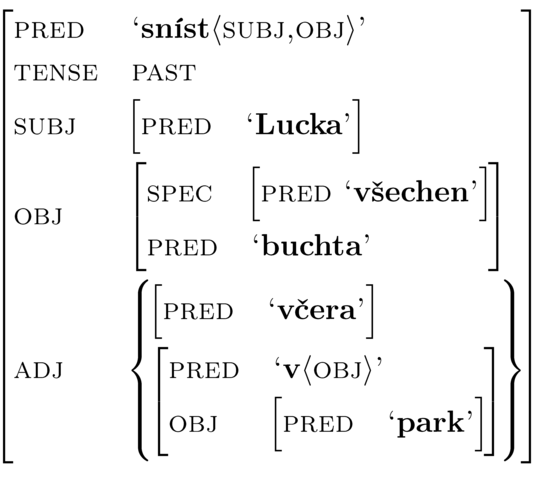 PRED ‘sníst⟨SUBJ,OBJ⟩’
TENSE PAST
SUBJ [PRED ‘Lucka’]
OBJ [SPEC [PRED ‘všechen’]
PRED ‘buchta’]
ADJ {[PRED ‘včera’]
[PRED ‘v⟨OBJ⟩’
OBJ [PRED ‘park’]]}